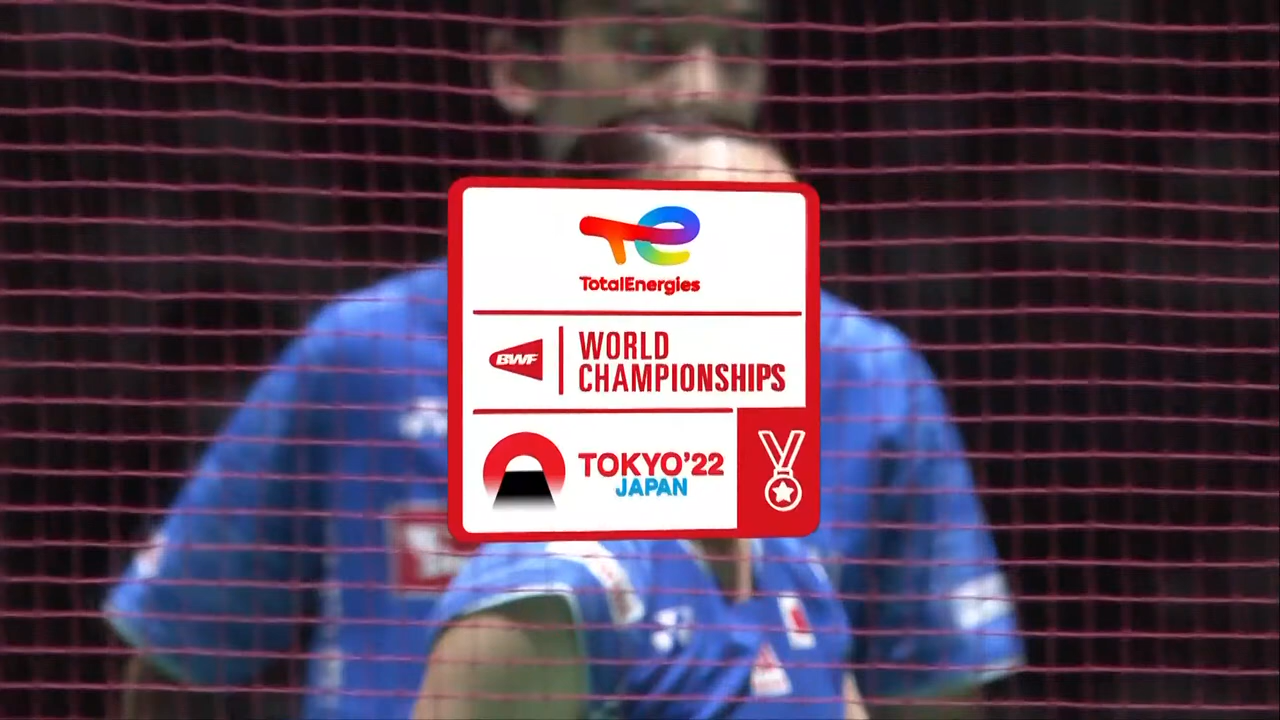 TotalEnergies
BWF
WORLD
CHAMPIONSHIPS
TOKYO'22
JAPAN